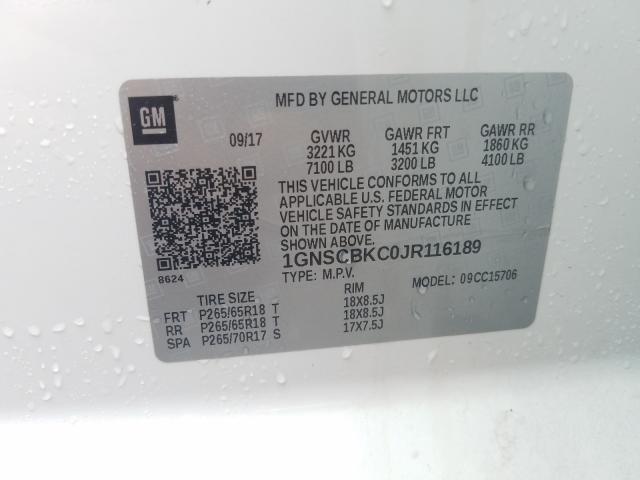 GM
MFD BY GENERAL MOTORS LLC
09/17 GVWR GAWR FRT GAWR RR
3221 KG 1451 KG 1860 KG
7100 LB 3200 LB 4100 LB
THIS VEHICLE CONFORMS TO ALL
APPLICABLE U.S. FEDERAL MOTOR
VEHICLE SAFETY STANDARDS IN EFFECT
ON THE DATE OF MANUFACTURE
SHOWN ABOVE.
1GNSCBKC0JR116189
8624 TYPE: M.P.V. MODEL: 09CC15706
TIRE SIZE RIM
FRT P265/65R18 T 18X8.5J
RR P265/65R18 T 18X8.5J
SPA P265/70R17 S 17X7.5J